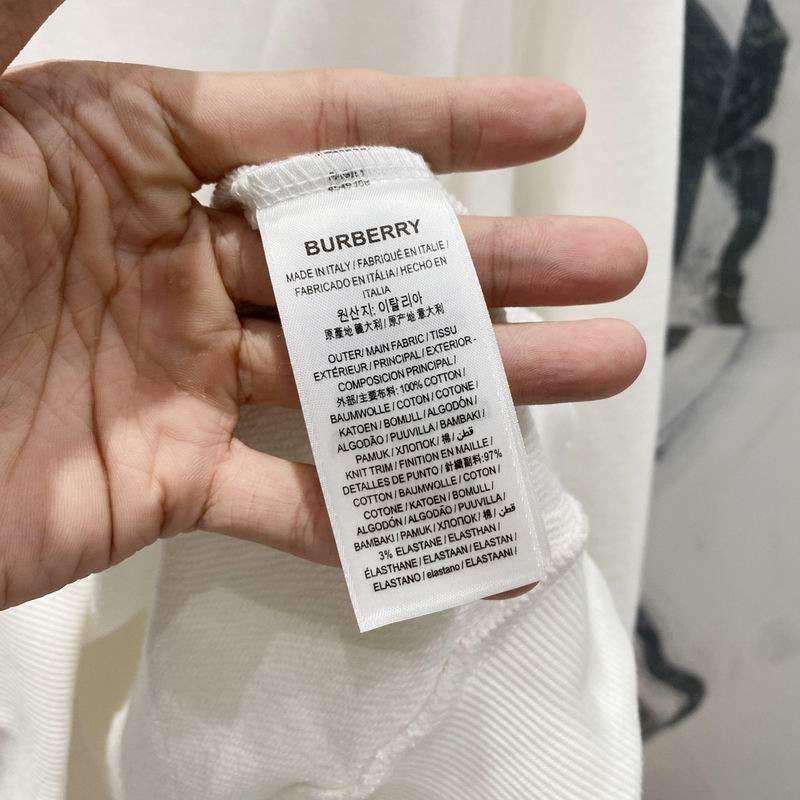 BURBERRY
MADE IN ITALY / FABRIQUÉ EN ITALIE /
FABRICADO EN ITÁLIA / HECHO EN
ITALIA
원산지: 이탈리아
原產地 義大利 / 原产地 意大利
OUTER/ MAIN FABRIC / TISSU
EXTÉRIEUR / PRINCIPAL / EXTERIOR -
COMPOSICION PRINCIPAL /
外部/主要布料: 100% COTTON /
BAUMWOLLE / COTON / COTONE /
KATOEN / BOMULL / ALGODÓN /
ALGODÃO / PUUVILLA / BAMBAKI /
PAMUK / ХЛОПОК / 棉 / قطن /
KNIT TRIM / FINITION EN MAILLE /
DETALLES DE PUNTO / 針織副料:97%
COTTON / BAUMWOLLE / COTON /
COTONE / KATOEN / BOMULL /
ALGODÓN / ALGODÃO / PUUVILLA /
BAMBAKI / PAMUK / ХЛОПОК / 棉 / قطن /
3% ELASTANE / ELASTHAN /
ÉLASTHANE / ELASTAAN / ELASTAN /
ELASTANO / elastano / ELASTAANI /